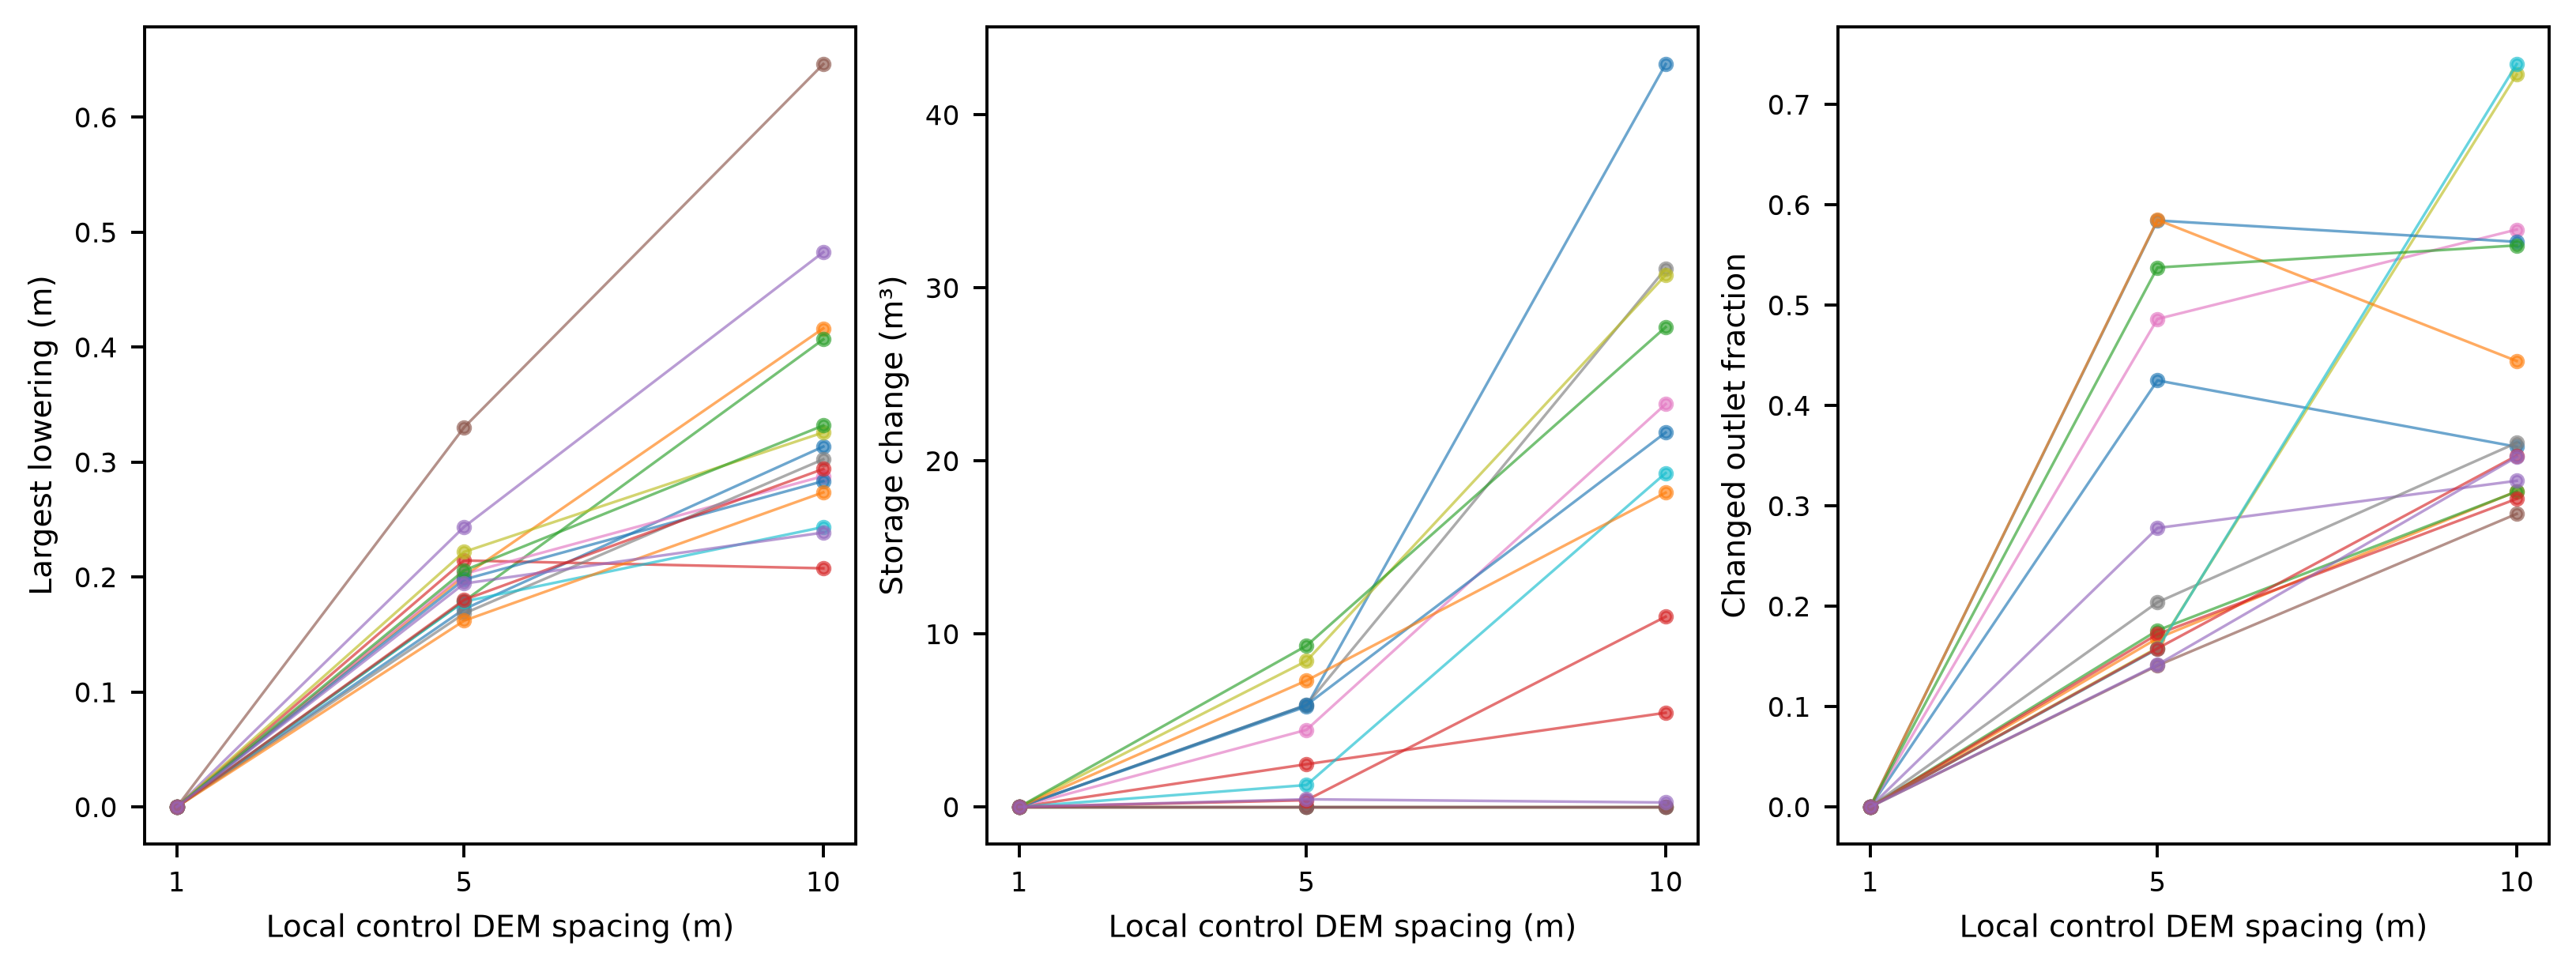 Largest lowering (m)
0.6
0.5
0.4
0.3
0.2
0.1
0.0
1 5 10
Local control DEM spacing (m)
Storage change (m³)
40
30
20
10
0
1 5 10
Local control DEM spacing (m)
Changed outlet fraction
0.7
0.6
0.5
0.4
0.3
0.2
0.1
0.0
1 5 10
Local control DEM spacing (m)